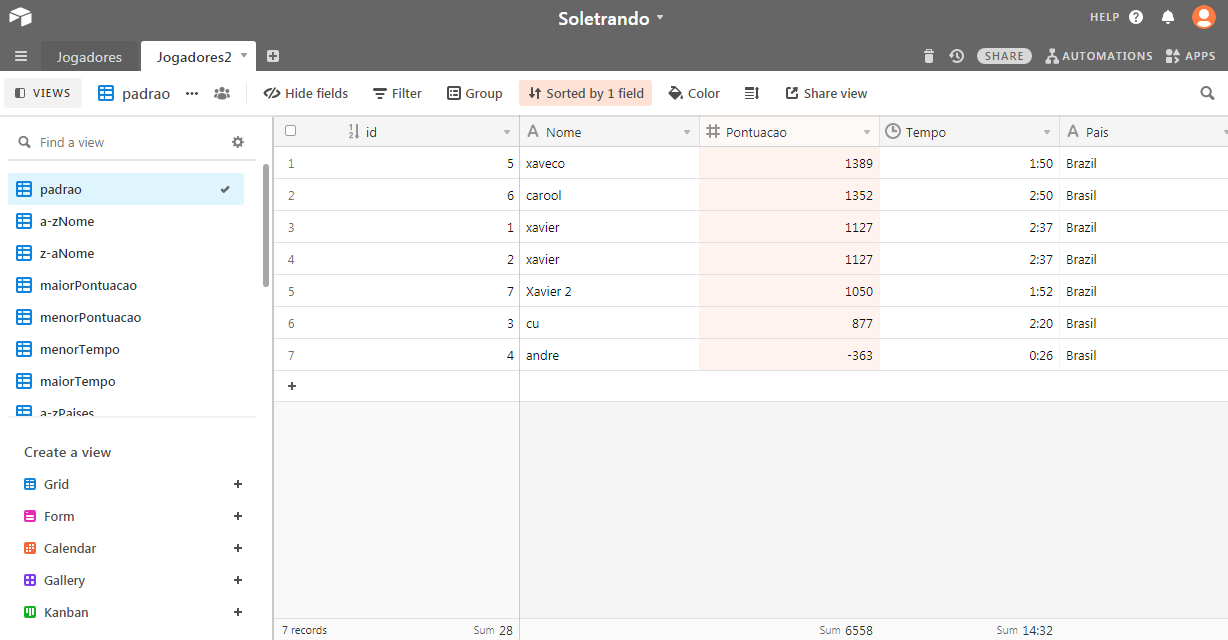 Soletrando
HELP
Jogadores
Jogadores2
SHARE
AUTOMATIONS
APPS
VIEWS
padrao
Hide fields
Filter
Group
Sorted by 1 field
Color
Share view
Find a view
padrao
a-zNome
z-aNome
maiorPontuacao
menorPontuacao
menorTempo
maiorTempo
a-zPaises
Create a view
Grid
Form
Calendar
Gallery
Kanban
id Nome Pontuacao Tempo Pais
1 5 xaveco 1389 1:50 Brazil
2 6 carool 1352 2:50 Brasil
3 1 xavier 1127 2:37 Brazil
4 2 xavier 1127 2:37 Brazil
5 7 Xavier 2 1050 1:52 Brazil
6 3 cu 877 2:20 Brasil
7 4 andre -363 0:26 Brasil
7 records Sum 28 Sum 6558 Sum 14:32